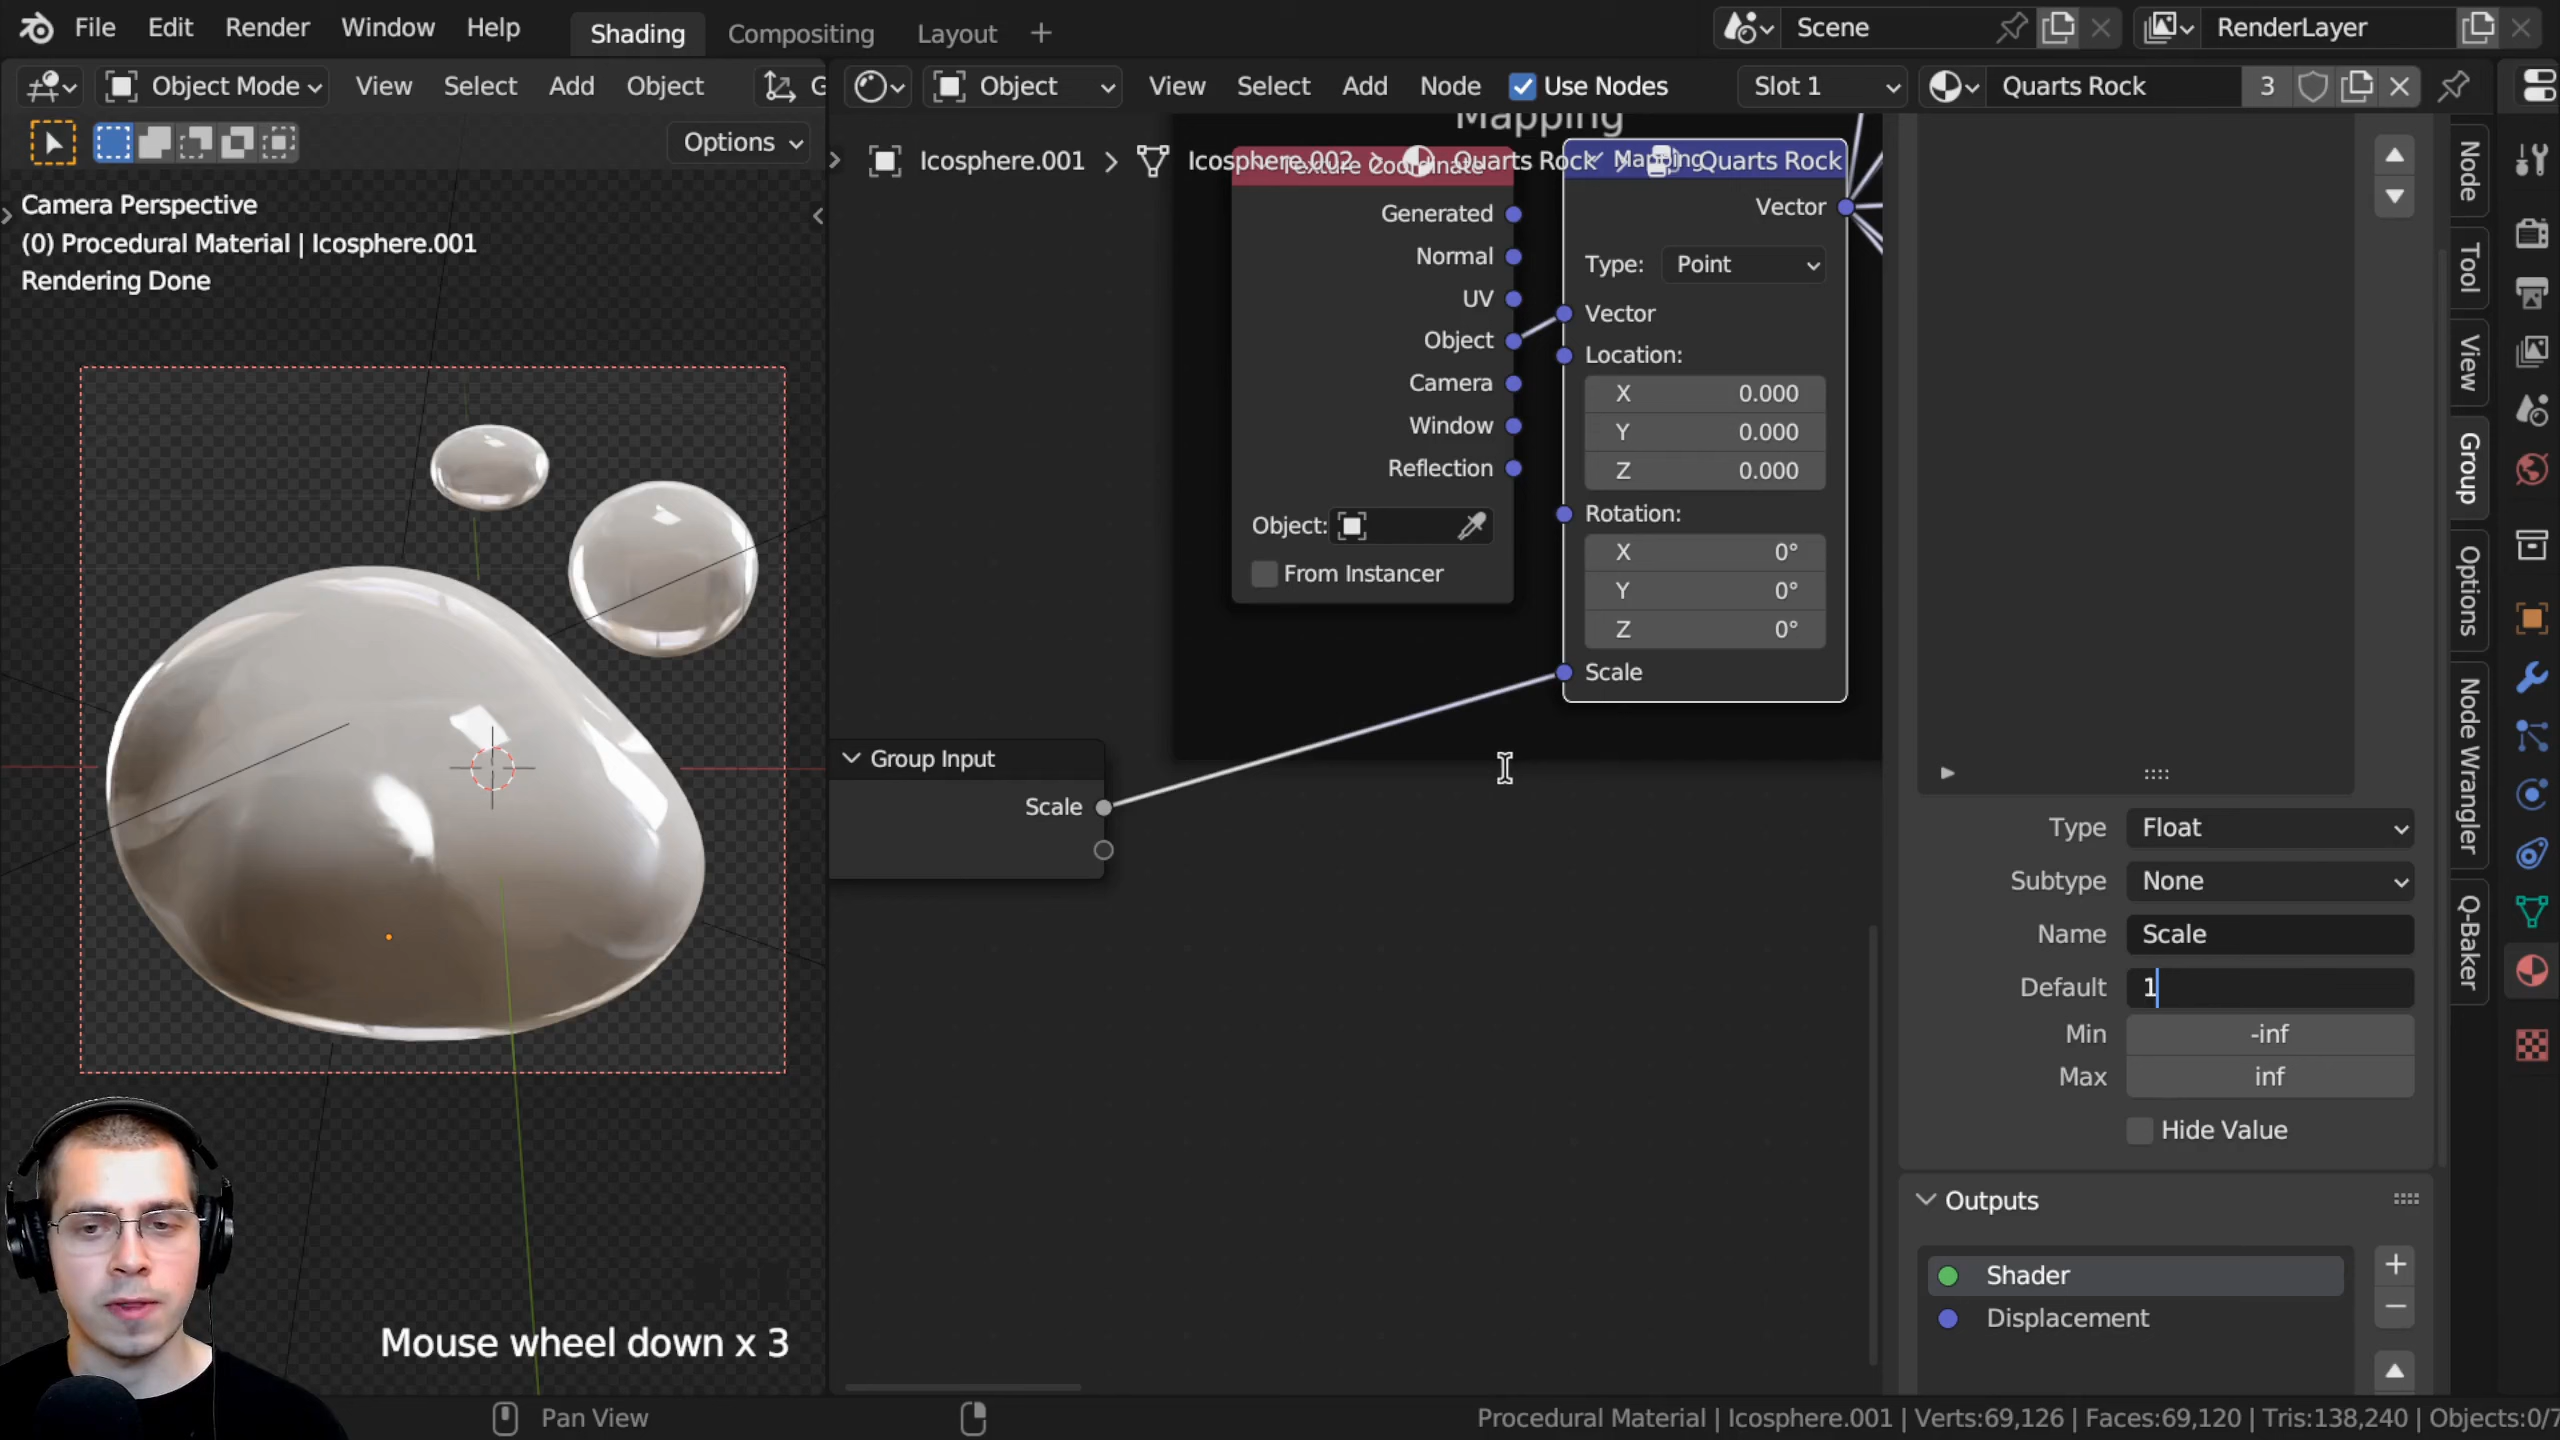 File Edit Render Window Help Shading Compositing Layout + Scene RenderLayer
Object Mode View Select Add Object G Object View Select Add Node Use Nodes Slot 1 Quarts Rock 3
Options
Camera Perspective
(0) Procedural Material | Icosphere.001
Rendering Done
Mapping
Icosphere.001 > Icosphere.002 > Quarts Rock > Quarts Rock
Texture Coordinate
Generated
Normal
UV
Object
Camera
Window
Reflection
Object:
From Instancer
Mapping
Vector
Type: Point
Vector
Location:
X 0.000
Y 0.000
Z 0.000
Rotation:
X 0°
Y 0°
Z 0°
Scale
Group Input
Scale
Type Float
Subtype None
Name Scale
Default 1
Min -inf
Max inf
Hide Value
Outputs
Shader
Displacement
Node
Tool
View
Group
Options
Node Wrangler
Q-Baker
Mouse wheel down x 3
Pan View
Procedural Material | Icosphere.001 | Verts:69,126 | Faces:69,120 | Tris:138,240 | Objects:0/7